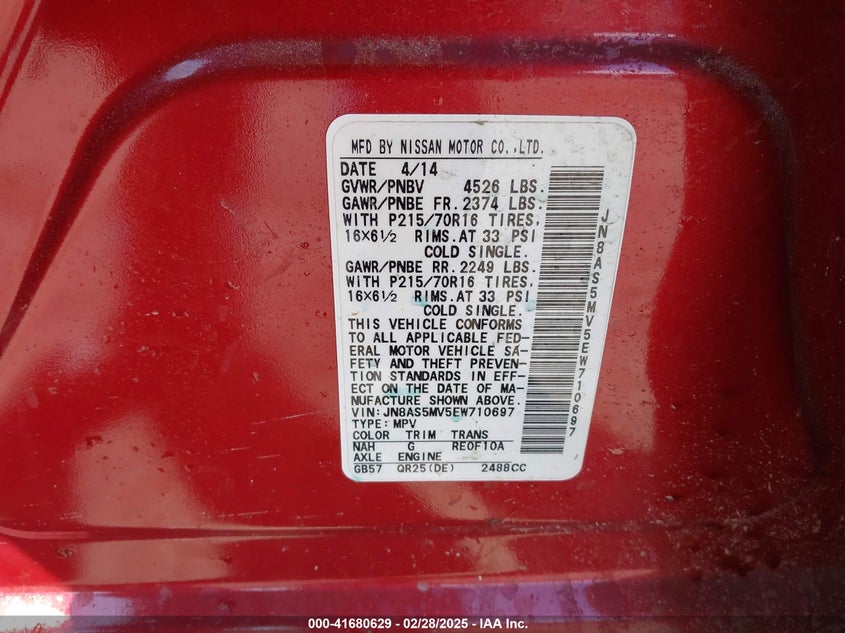 MFD BY NISSAN MOTOR CO.,LTD.
DATE 4/14
GVWR/PNBV 4526 LBS.
GAWR/PNBE FR. 2374 LBS.
WITH P215/70R16 TIRES.
16×6½ RIMS.AT 33 PSI
COLD SINGLE.
GAWR/PNBE RR. 2249 LBS.
WITH P215/70R16 TIRES.
16×6½ RIMS.AT 33 PSI
COLD SINGLE.
THIS VEHICLE CONFORMS
TO ALL APPLICABLE FED-
ERAL MOTOR VEHICLE SA-
FETY AND THEFT PREVEN-
TION STANDARDS IN EFF-
ECT ON THE DATE OF MA-
NUFACTURE SHOWN ABOVE.
VIN:JN8AS5MV5EW710697
TYPE:MPV
COLOR TRIM TRANS
NAH G RE0F10A
AXLE ENGINE
GB57 QR25(DE) 2488CC
JN8AS5MV5EW710697
000-41680629 / 02/28/2025 - IAA Inc.